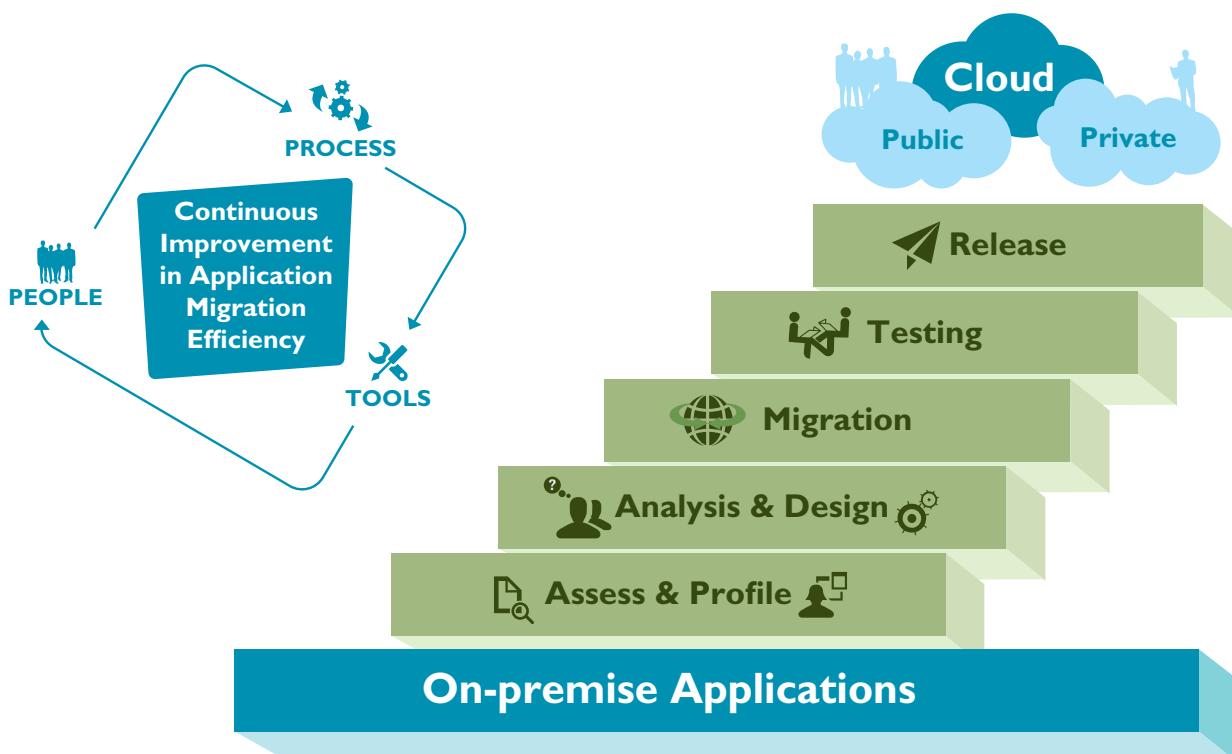 PROCESS
Continuous
Improvement
in Application
Migration
Efficiency
PEOPLE
TOOLS
Cloud
Public
Private
Release
Testing
Migration
?
Analysis & Design
Assess & Profile
On-premise Applications